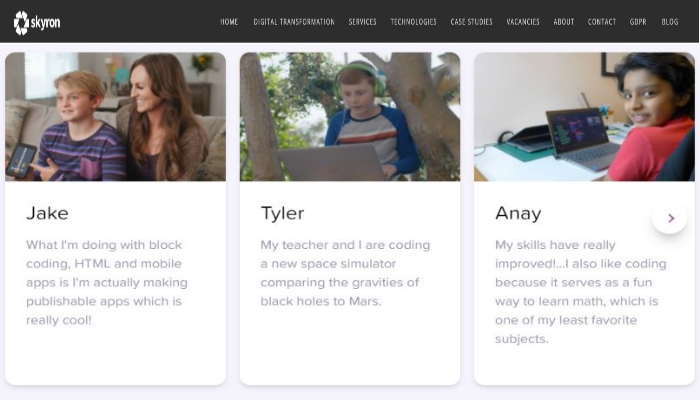 skyron
HOME DIGITAL TRANSFORMATION SERVICES TECHNOLOGIES CASE STUDIES VACANCIES ABOUT CONTACT GDPR BLOG
Jake
What I'm doing with block
coding, HTML and mobile
apps is I'm actually making
publishable apps which is
really cool!
Tyler
My teacher and I are coding
a new space simulator
comparing the gravities of
black holes to Mars.
Anay
My skills have really
improved!...I also like coding
because it serves as a fun
way to learn math, which is
one of my least favorite
subjects.